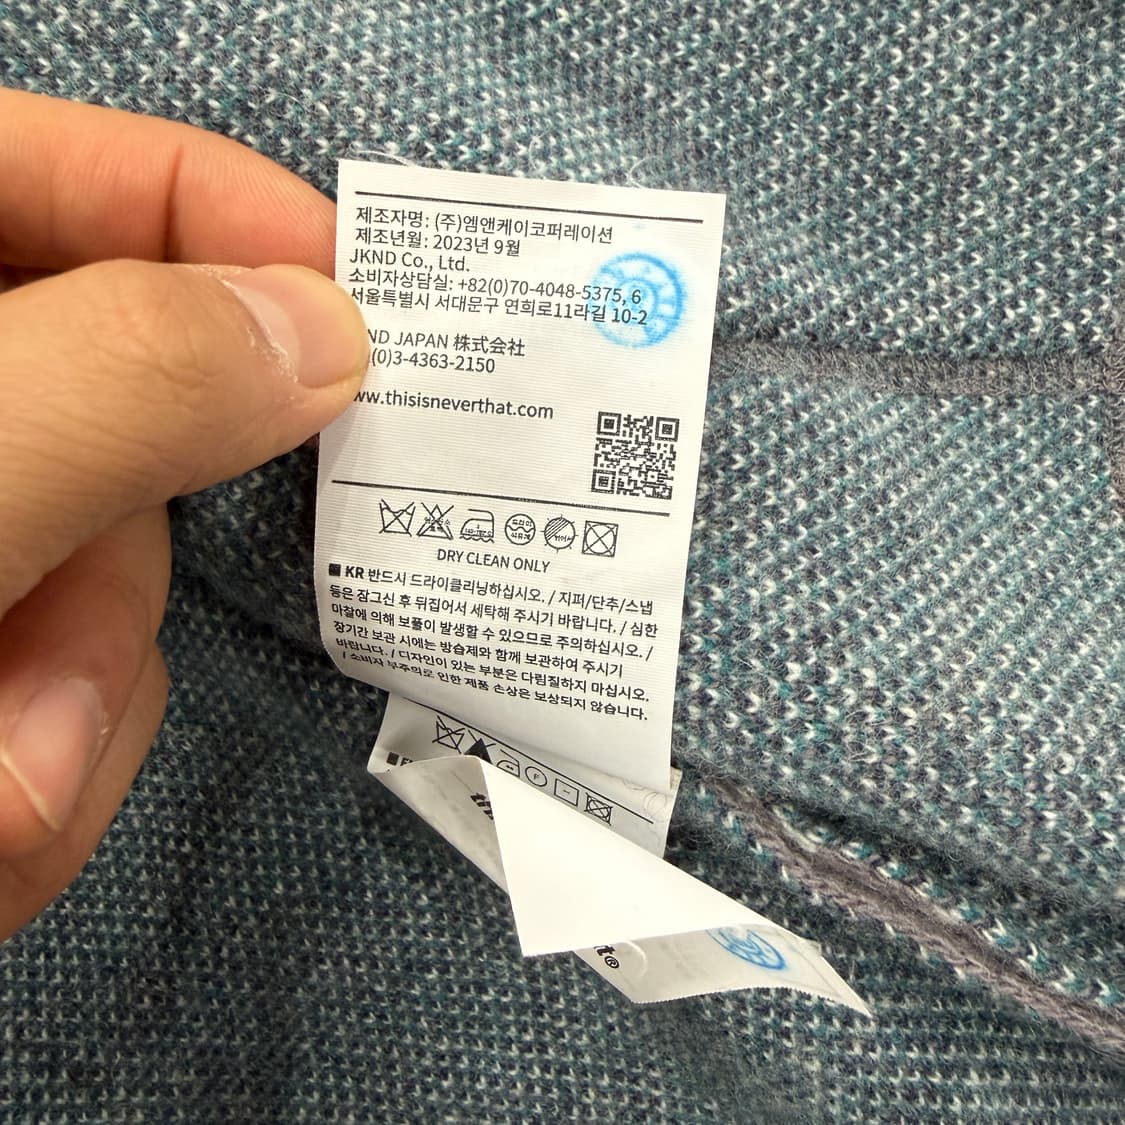 제조자명: (주)엠앤케이코퍼레이션
제조년월: 2023년 9월
JKND Co., Ltd.
소비자상담실: +82(0)70-4048-5375, 6
서울특별시 서대문구 연희로11라길 10-2
ND JAPAN 株式会社
(0)3-4363-2150
ww.thisisneverthat.com
DRY CLEAN ONLY
■ KR 반드시 드라이클리닝하십시오. / 지퍼/단추/스냅
등은 잠그신 후 뒤집어서 세탁해 주시기 바랍니다. / 심한
마찰에 의해 보풀이 발생할 수 있으므로 주의하십시오. /
장기간 보관 시에는 방습제와 함께 보관하여 주시기
바랍니다. / 디자인이 있는 부분은 다림질하지 마십시오.
/ 소비자 부주의로 인한 제품 손상은 보상되지 않습니다.
F